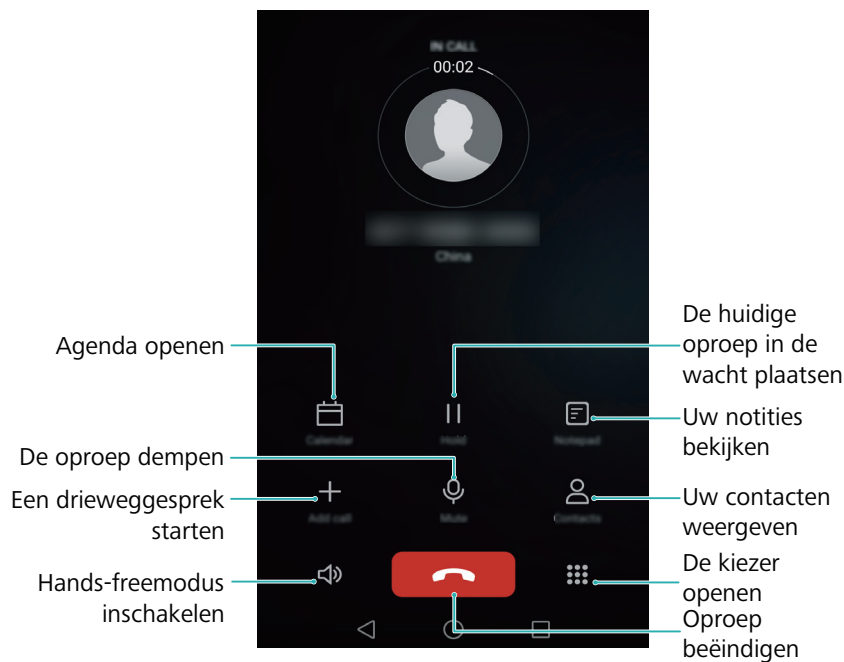 IN CALL
00:02
China
Agenda openen
De huidige
oproep in de
wacht plaatsen
Calendar
Hold
Notepad
Uw notities
bekijken
De oproep dempen
Een drieweggesprek
starten
Add call
Mute
Contacts
Uw contacten
weergeven
Hands-freemodus
inschakelen
De kiezer
openen
Oproep
beëindigen